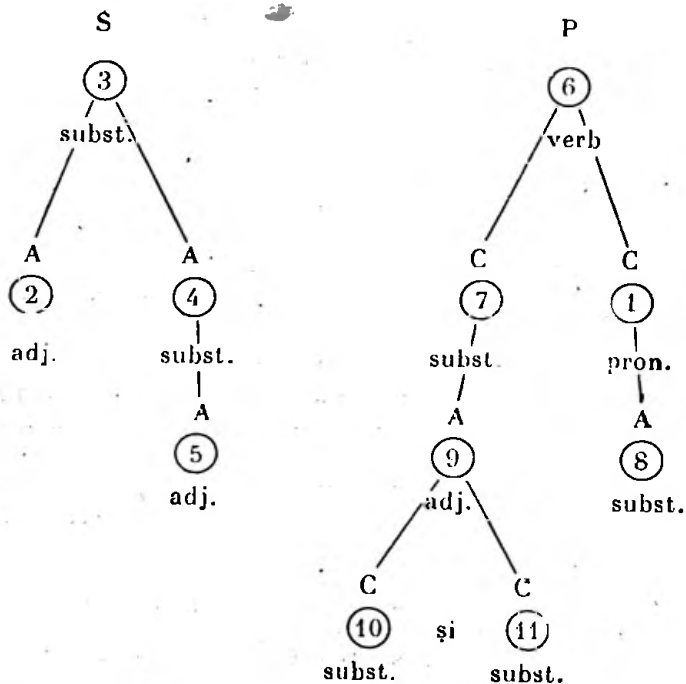 S P
3 6
subst. verb
A A C C
2 4 7 1
adj. subst. subst. pron.
A A A
5 9 8
adj. adj. subst.
C C
10 și 11
subst. subst.